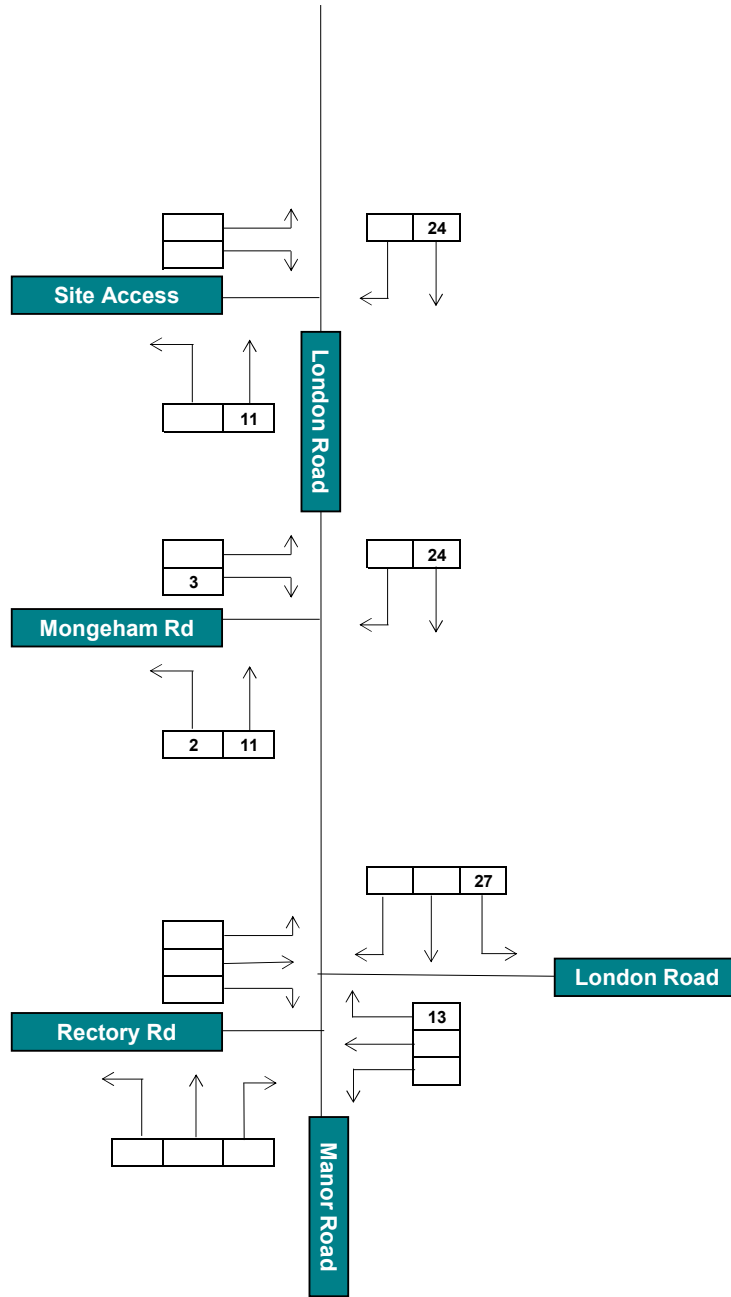 24
Site Access
London Road
11
24
3
Mongeham Rd
2 11
27
London Road
13
Rectory Rd
Manor Road